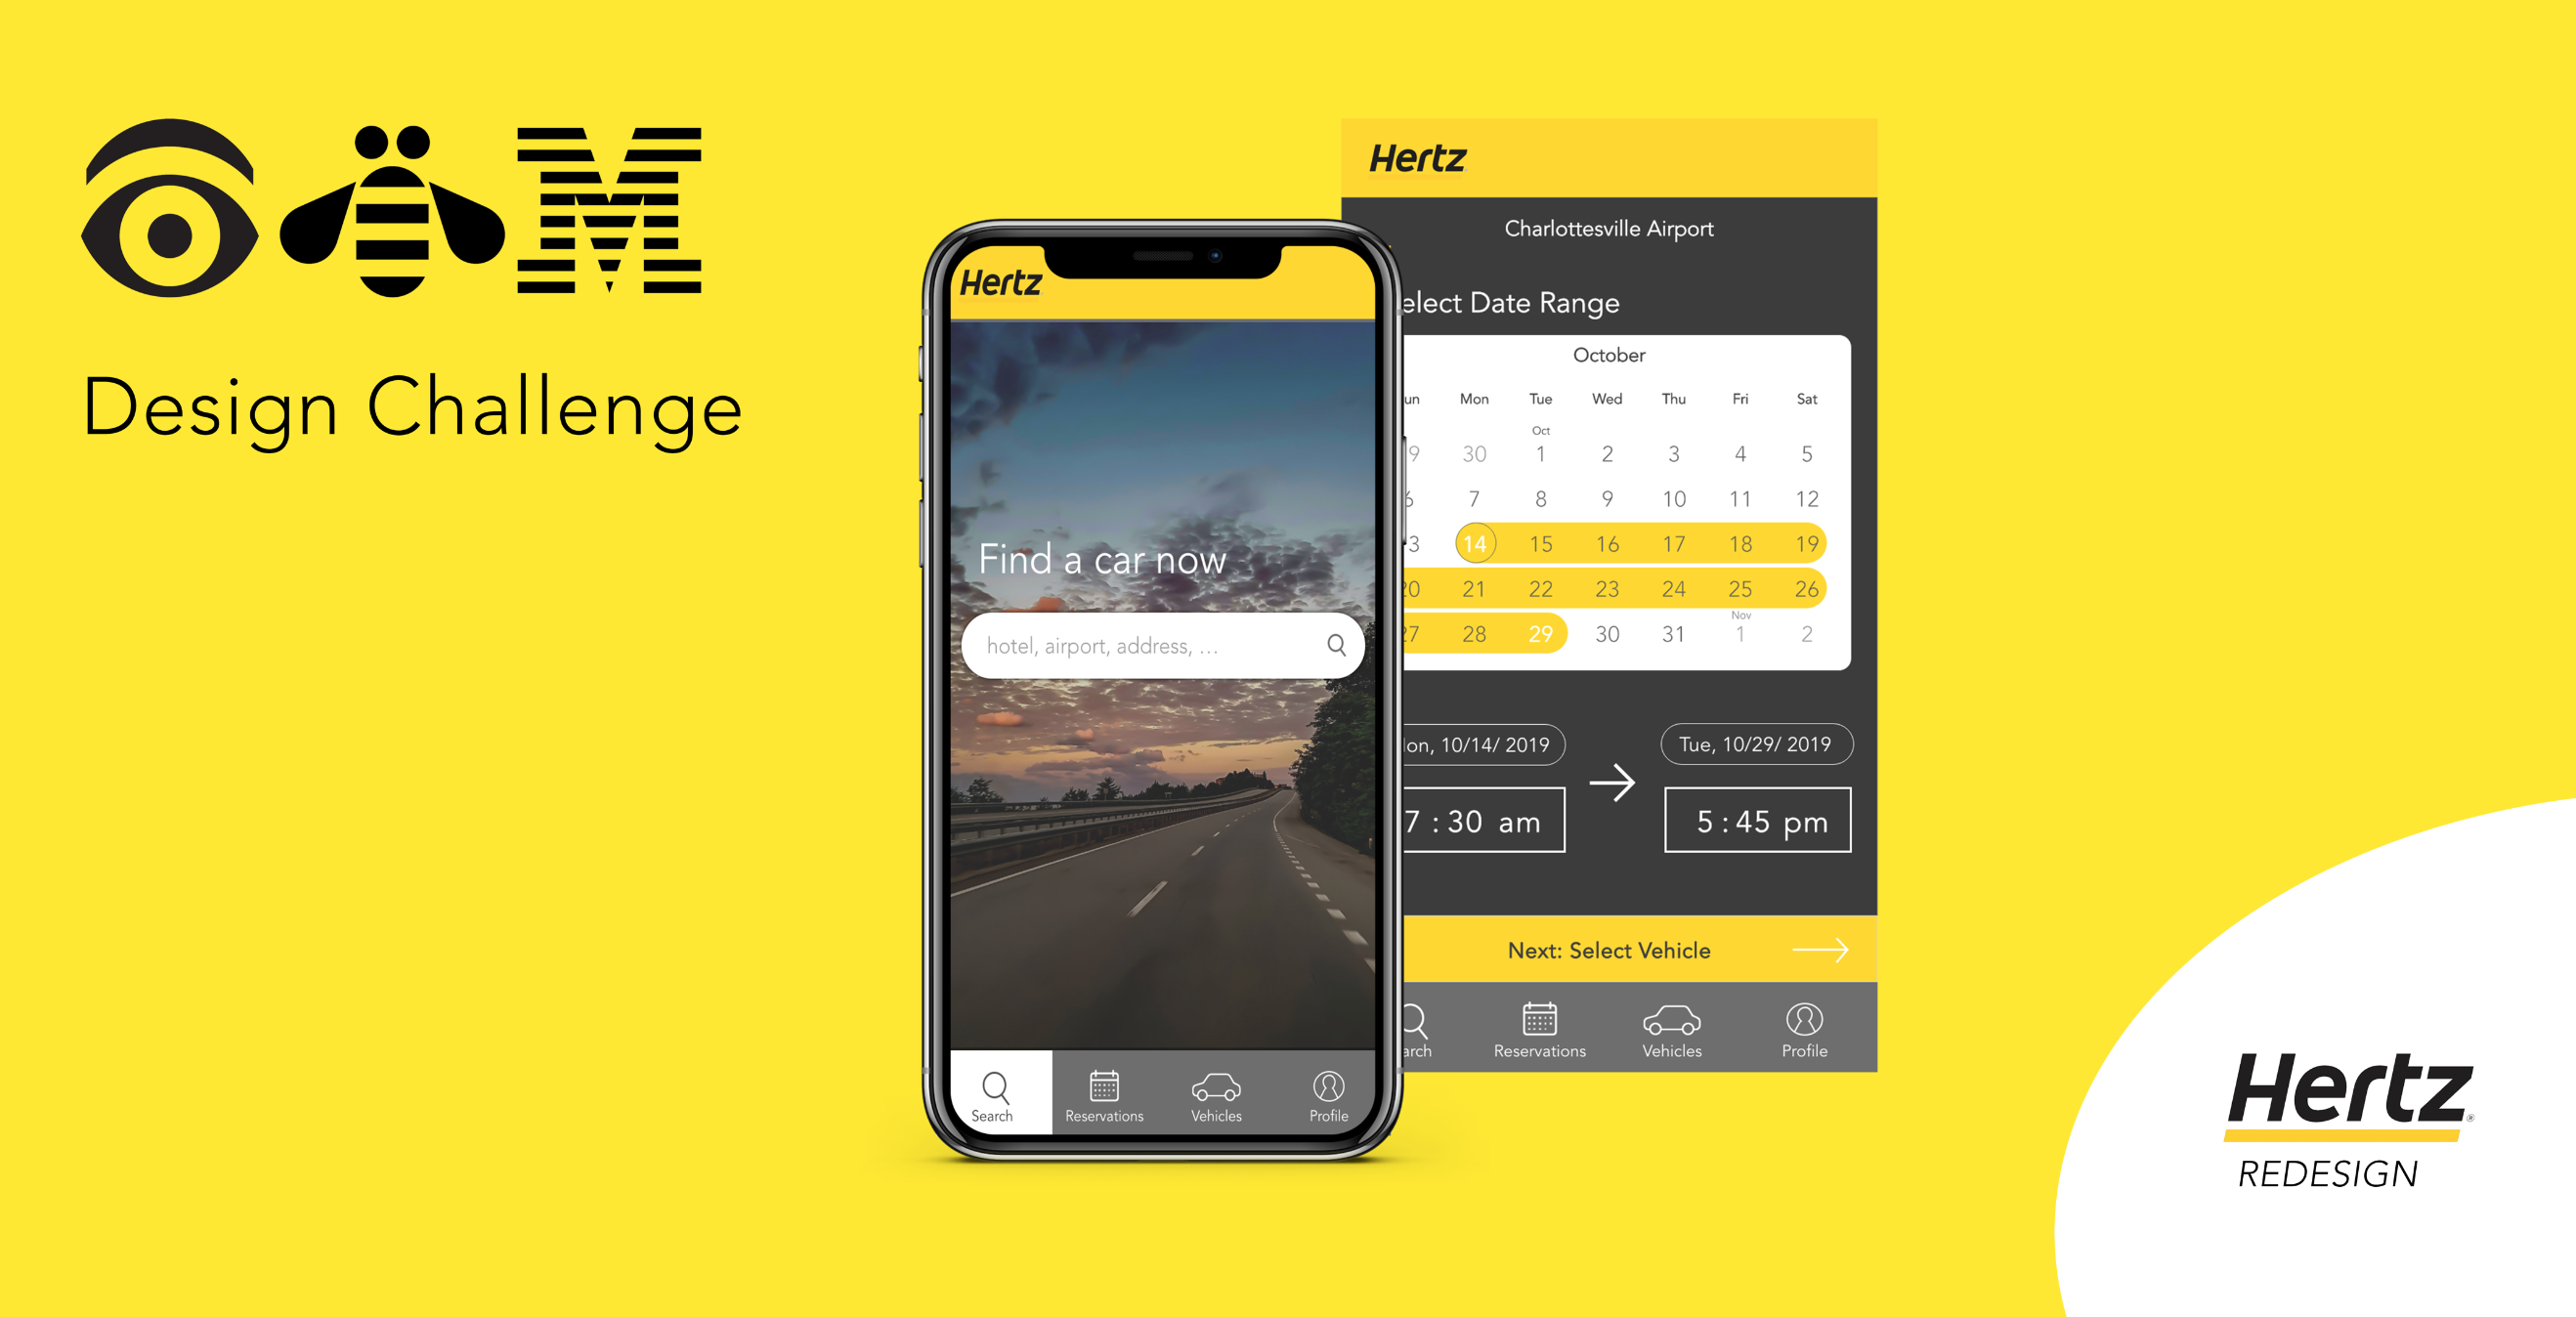 M
Design Challenge
Hertz
Find a car now
hotel, airport, address, ...
Search Reservations Vehicles Profile
Hertz
Charlottesville Airport
elect Date Range
October
un Mon Tue Wed Thu Fri Sat
Oct
9 30 1 2 3 4 5
6 7 8 9 10 11 12
3 14 15 16 17 18 19
20 21 22 23 24 25 26
Nov
27 28 29 30 31 1 2
on, 10/14/ 2019 Tue, 10/29/ 2019
7 : 30 am 5 : 45 pm
Next: Select Vehicle
arch Reservations Vehicles Profile
Hertz®
REDESIGN